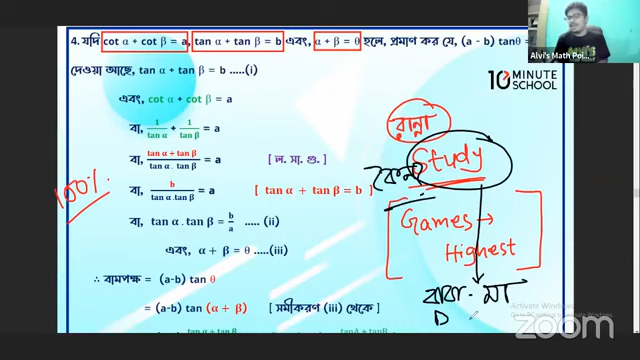 4. যদি cot α + cot β = a, tan α + tan β = b এবং, α + β = θ হলে, প্রমাণ কর যে, (a - b) tanθ =
দেওয়া আছে, tan α + tan β = b .....(i)
এবং, cot α + cot β = a
বা, 1/tan α + 1/tan β = a
বা, tan α + tan β / tan α . tan β = a [ ল. সা. গু. ]
বা, b / tan α .tan β = a [ tan α + tan β = b ]
বা, tan α. tan β = b/a ..... (ii)
এবং, α + β = θ .....(iii)
∴ বামপক্ষ = (a-b) tan θ
= (a-b) tan (α + β) [ সমীকরণ (iii) থেকে ]
100%
রান্না
Study
Games →
Highest
বাবা - মা
D
Alvi's Math Poi...
10 MINUTE
SCHOOL
Activate Windows
zoom